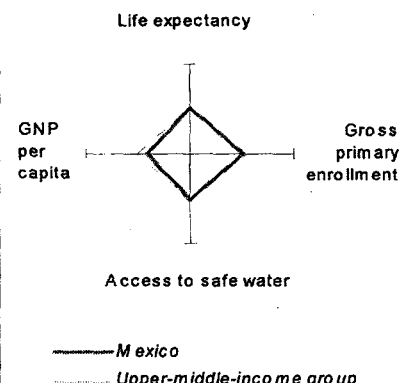 Life expectancy
GNP
per
capita
Gross
primary
enrollment
Access to safe water
Mexico
Upper-middle-income group